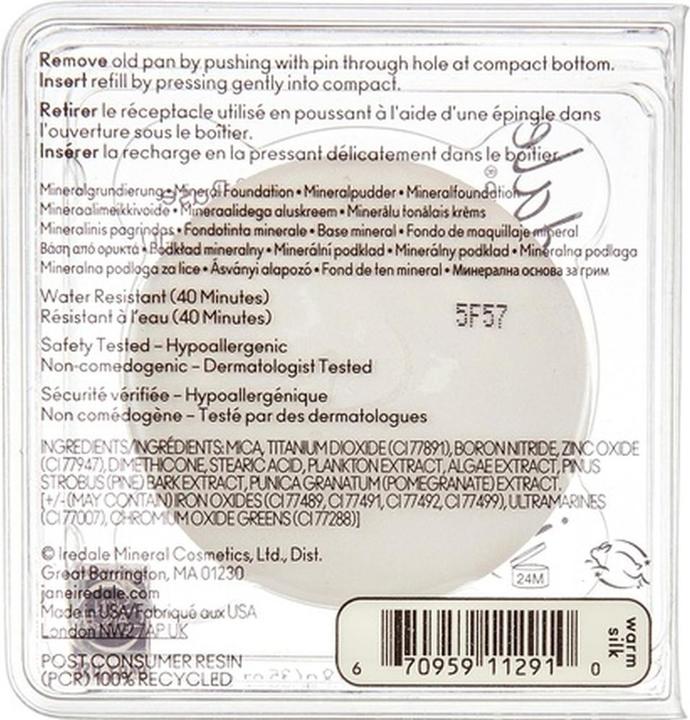 Remove old pan by pushing with pin through hole at compact bottom.
Insert refill by pressing gently into compact.
Retirer le réceptacle utilisé en poussant à l'aide d'une épingle dans
l'ouverture sous le boîtier.
Insérer la recharge en la pressant délicatement dans le boîtier.
Mineralgrundierung • Mineral Foundation • Mineralpudder • Mineralfoundation
Mineraalimeikkivoide • Mineraalidega aluskreem • Minerālu tonālais krēms
Mineralinis pagrindas • Fondotinta minerale • Base mineral • Fondo de maquillaje mineral
Βάση από ορυκτά • Podkład mineralny • Minerální podklad • Minerálny podklad • Mineralna podlaga
Mineralna podloga za lice • Ásványi alapozó • Fond de ten mineral • Минерална основа за грим
Water Resistant (40 Minutes)
Résistant à l'eau (40 Minutes)
5F57
Safety Tested – Hypoallergenic
Non-comedogenic – Dermatologist Tested
Sécurité vérifiée – Hypoallergénique
Non comédogène – Testé par des dermatologues
INGREDIENTS/INGRÉDIENTS: MICA, TITANIUM DIOXIDE (CI 77891), BORON NITRIDE, ZINC OXIDE
(CI 77947), DIMETHICONE, STEARIC ACID, PLANKTON EXTRACT, ALGAE EXTRACT, PINUS
STROBUS (PINE) BARK EXTRACT, PUNICA GRANATUM (POMEGRANATE) EXTRACT.
[+/- (MAY CONTAIN) IRON OXIDES (CI 77489, CI 77491, CI 77492, CI 77499), ULTRAMARINES
(CI 77007), CHROMIUM OXIDE GREENS (CI 77288)]
© Iredale Mineral Cosmetics, Ltd., Dist.
Great Barrington, MA 01230
janeiredale.com
Made in USA/Fabriqué aux USA
London NW2 7AP UK
24M
POST CONSUMER RESIN
(PCR) 100% RECYCLED
6 70959 11291 0
warm
silk